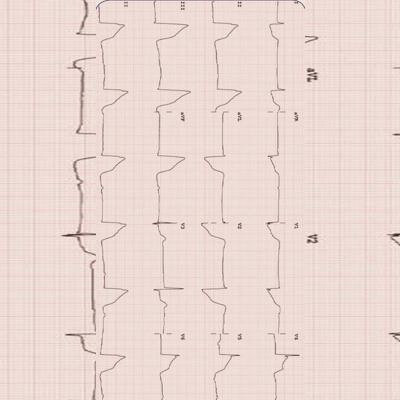 aVL V2
I aVR V1 V4
II aVL V2 V5
III aVF V3 V6
II